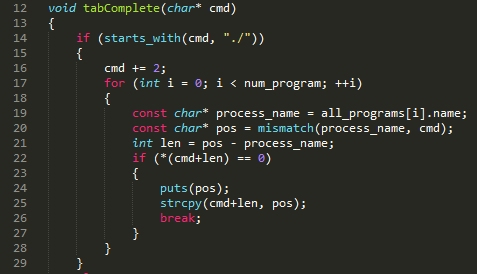 12 void tabComplete(char* cmd)
13 {
14 if (starts_with(cmd, "./"))
15 {
16 cmd += 2;
17 for (int i = 0; i < num_program; ++i)
18 {
19 const char* process_name = all_programs[i].name;
20 const char* pos = mismatch(process_name, cmd);
21 int len = pos - process_name;
22 if (*(cmd+len) == 0)
23 {
24 puts(pos);
25 strcpy(cmd+len, pos);
26 break;
27 }
28 }
29 }